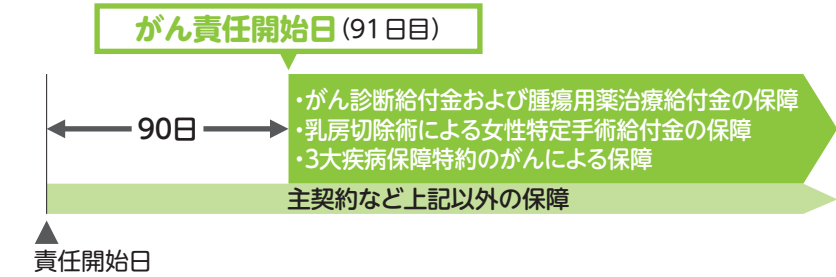 がん責任開始日(91日目)
・がん診断給付金および腫瘍用薬治療給付金の保障
90日
・乳房切除術による女性特定手術給付金の保障
・3大疾病保障特約のがんによる保障
主契約など上記以外の保障
責任開始日